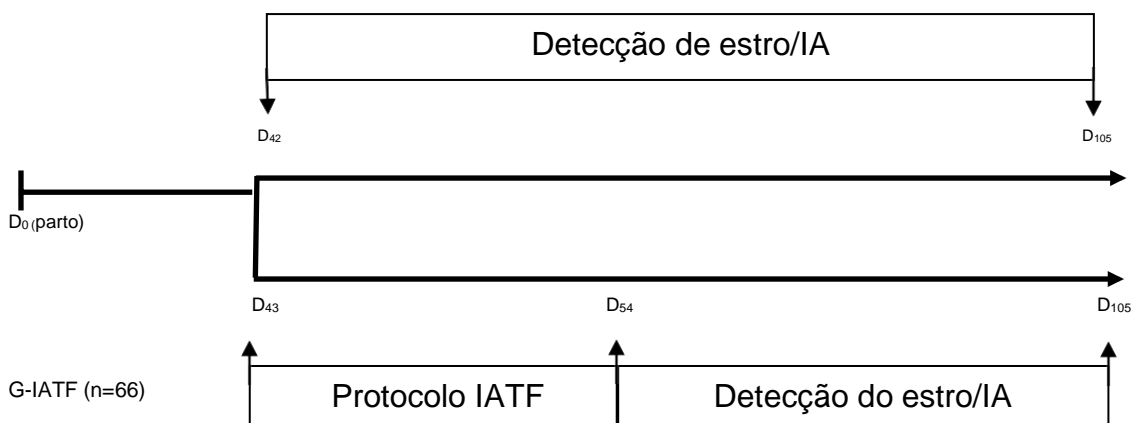 Detecção de estro/IA
D42 D105
D0 (parto)
D43 D54 D105
G-IATF (n=66) Protocolo IATF Detecção do estro/IA